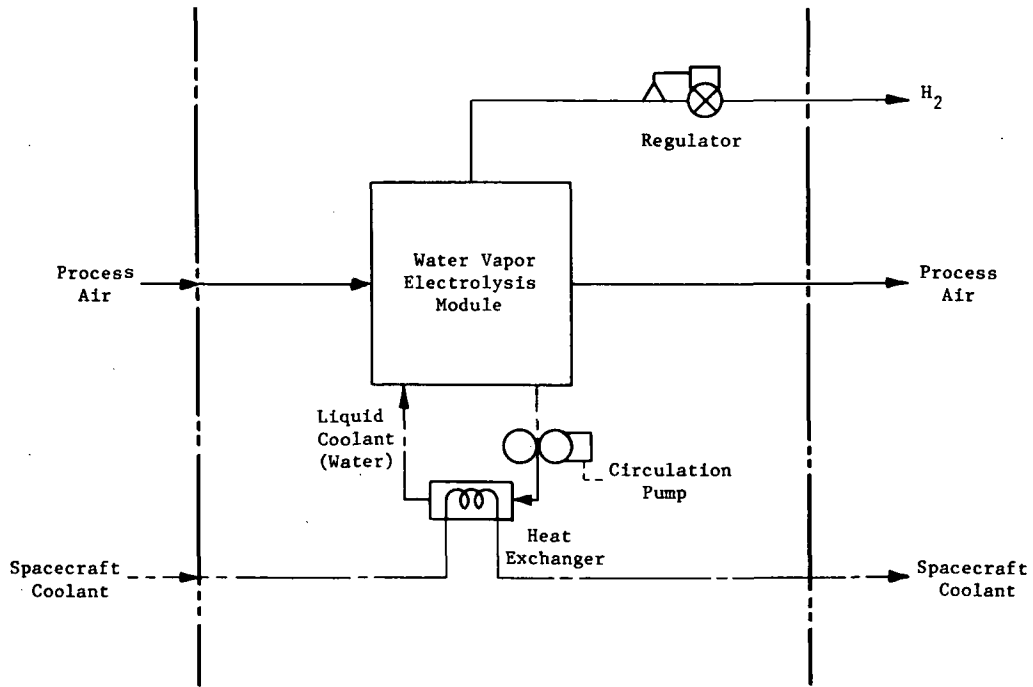 H2
Regulator
Water Vapor
Electrolysis
Module
Process
Air
Process
Air
Liquid
Coolant
(Water)
Circulation
Pump
Heat
Exchanger
Spacecraft
Coolant
Spacecraft
Coolant